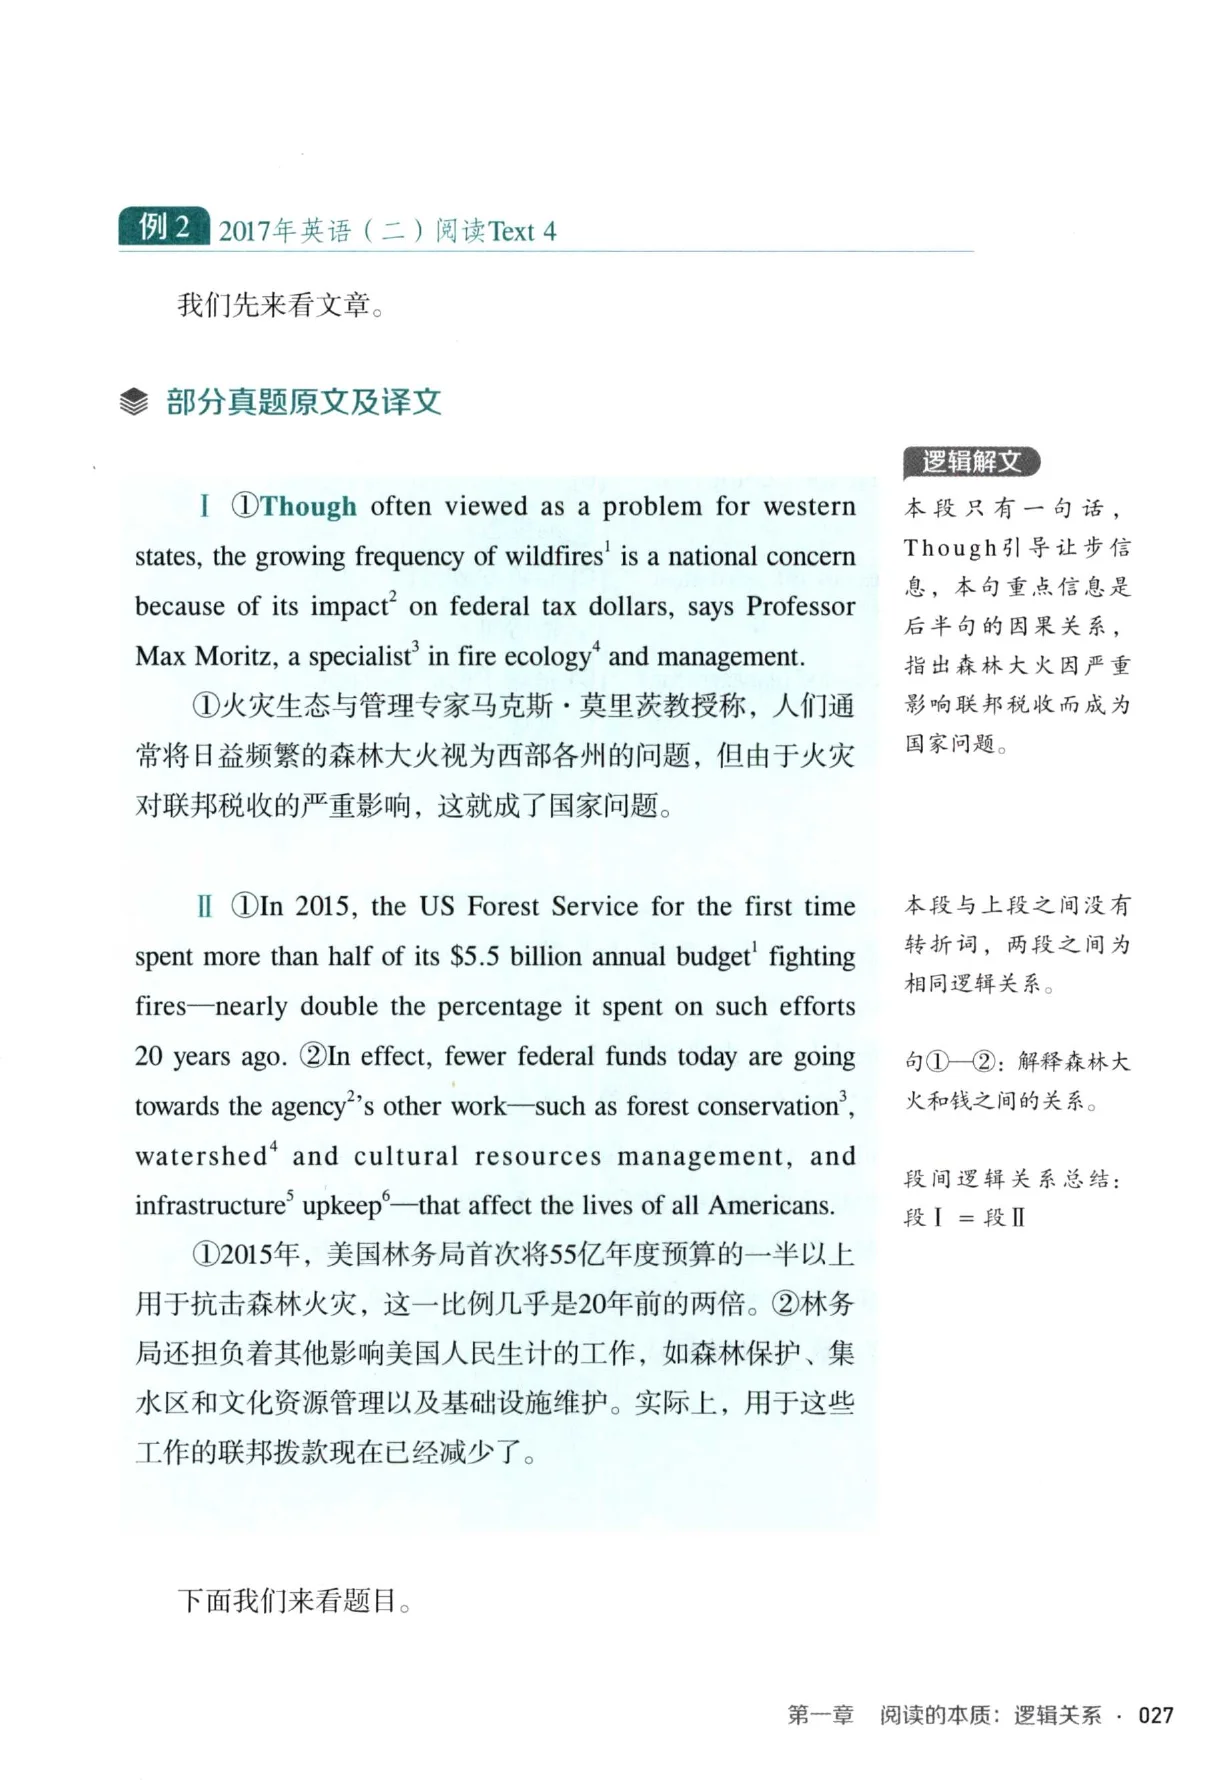 例2 2017年英语（二）阅读Text 4
我们先来看文章。
部分真题原文及译文
Ⅰ ①Though often viewed as a problem for western
states, the growing frequency of wildfires¹ is a national concern
because of its impact² on federal tax dollars, says Professor
Max Moritz, a specialist³ in fire ecology⁴ and management.
①火灾生态与管理专家马克斯·莫里茨教授称，人们通
常将日益频繁的森林大火视为西部各州的问题，但由于火灾
对联邦税收的严重影响，这就成了国家问题。
逻辑解文
本段只有一句话，
Though引导让步信
息，本句重点信息是
后半句的因果关系，
指出森林大火因严重
影响联邦税收而成为
国家问题。
Ⅱ ①In 2015, the US Forest Service for the first time
spent more than half of its $5.5 billion annual budget¹ fighting
fires—nearly double the percentage it spent on such efforts
20 years ago. ②In effect, fewer federal funds today are going
towards the agency²'s other work—such as forest conservation³,
watershed⁴ and cultural resources management, and
infrastructure⁵ upkeep⁶—that affect the lives of all Americans.
①2015年，美国林务局首次将55亿年度预算的一半以上
用于抗击森林火灾，这一比例几乎是20年前的两倍。②林务
局还担负着其他影响美国人民生计的工作，如森林保护、集
水区和文化资源管理以及基础设施维护。实际上，用于这些
工作的联邦拨款现在已经减少了。
本段与上段之间没有
转折词，两段之间为
相同逻辑关系。
句①—②：解释森林大
火和钱之间的关系。
段间逻辑关系总结：
段Ⅰ = 段Ⅱ
下面我们来看题目。
第一章 阅读的本质：逻辑关系 · 027